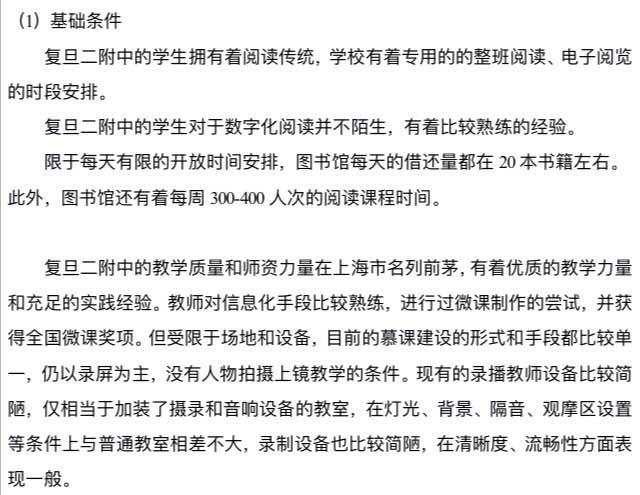 （1）基础条件
复旦二附中的学生拥有着阅读传统，学校有着专用的的整班阅读、电子阅览
的时段安排。
复旦二附中的学生对于数字化阅读并不陌生，有着比较熟练的经验。
限于每天有限的开放时间安排，图书馆每天的借还量都在 20 本书籍左右。
此外，图书馆还有着每周 300-400 人次的阅读课程时间。
复旦二附中的教学质量和师资力量在上海市名列前茅，有着优质的教学力量
和充足的实践经验。教师对信息化手段比较熟练，进行过微课制作的尝试，并获
得全国微课奖项。但受限于场地和设备，目前的慕课建设的形式和手段都比较单
一，仍以录屏为主，没有人物拍摄上镜教学的条件。现有的录播教师设备比较简
陋，仅相当于加装了摄录和音响设备的教室，在灯光、背景、隔音、观摩区设置
等条件上与普通教室相差不大，录制设备也比较简陋，在清晰度、流畅性方面表
现一般。